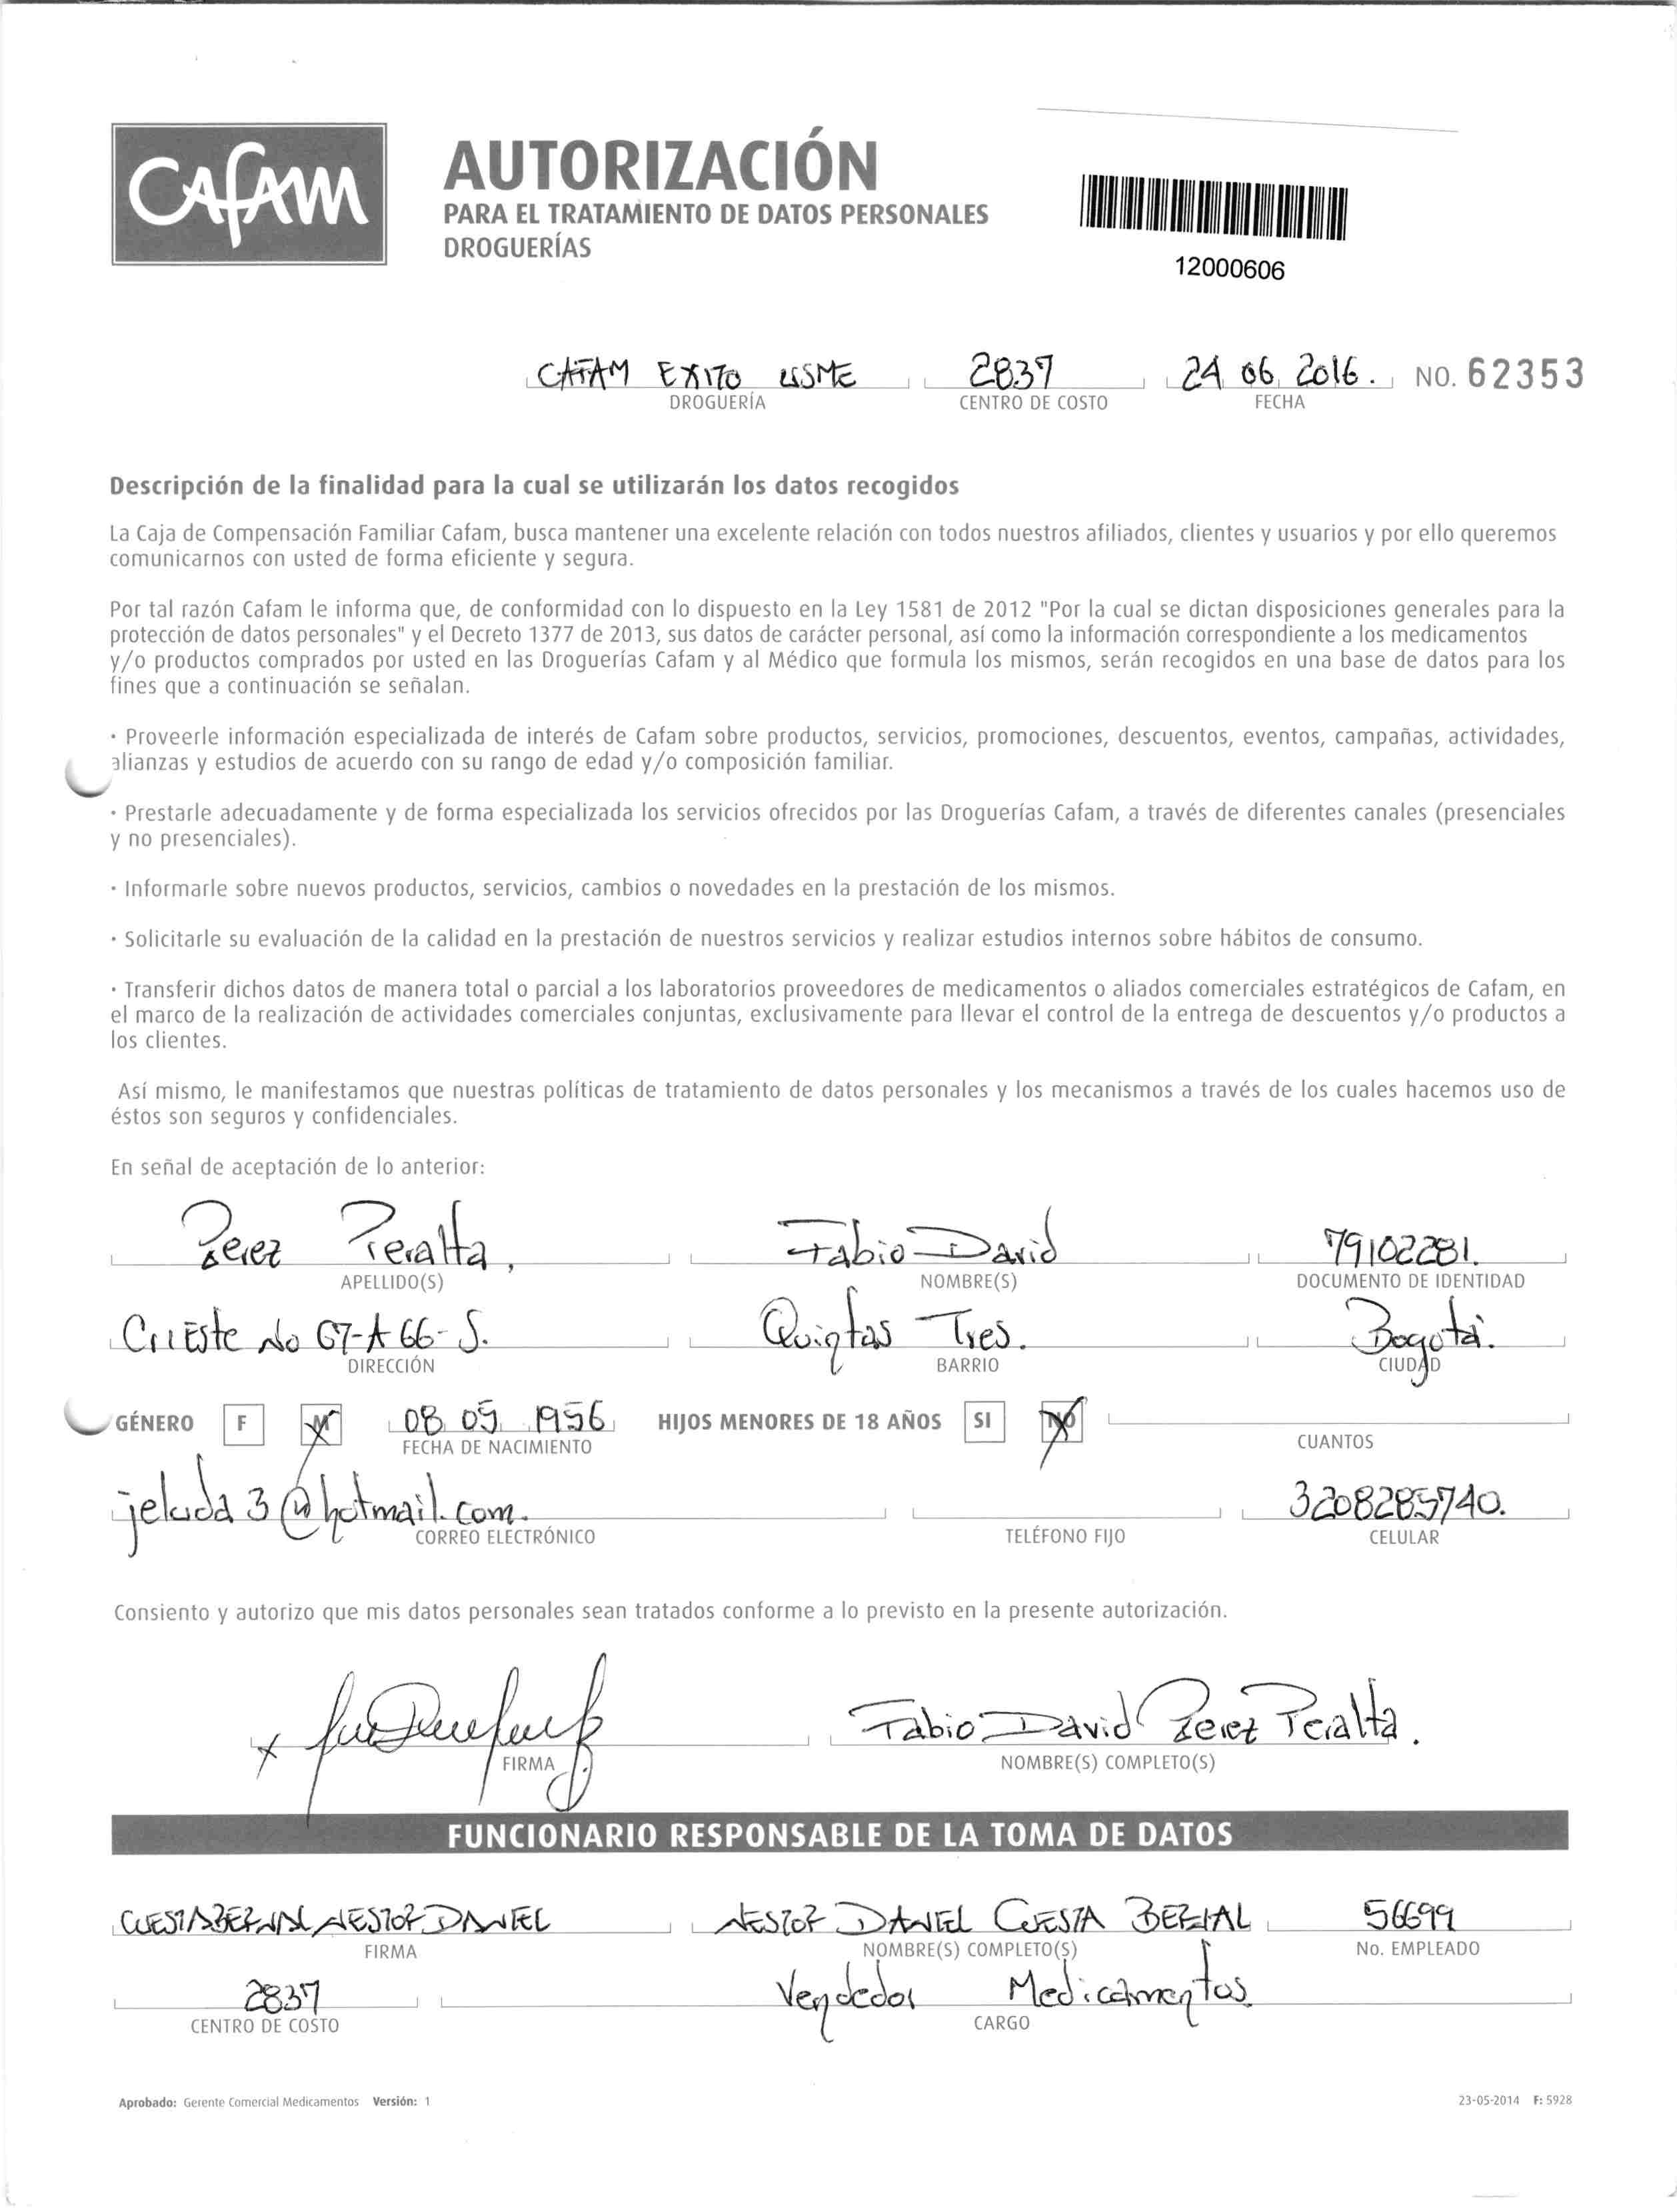 CAFAM
AUTORIZACIÓN
PARA EL TRATAMIENTO DE DATOS PERSONALES
DROGUERÍAS
12000606
CAFAM EXITO USME 2837 24 06 2016. NO. 62353
DROGUERÍA CENTRO DE COSTO FECHA
Descripción de la finalidad para la cual se utilizarán los datos recogidos
La Caja de Compensación Familiar Cafam, busca mantener una excelente relación con todos nuestros afiliados, clientes y usuarios y por ello queremos
comunicarnos con usted de forma eficiente y segura.
Por tal razón Cafam le informa que, de conformidad con lo dispuesto en la Ley 1581 de 2012 "Por la cual se dictan disposiciones generales para la
protección de datos personales" y el Decreto 1377 de 2013, sus datos de carácter personal, así como la información correspondiente a los medicamentos
y/o productos comprados por usted en las Droguerías Cafam y al Médico que formula los mismos, serán recogidos en una base de datos para los
fines que a continuación se señalan.
· Proveerle información especializada de interés de Cafam sobre productos, servicios, promociones, descuentos, eventos, campañas, actividades,
alianzas y estudios de acuerdo con su rango de edad y/o composición familiar.
· Prestarle adecuadamente y de forma especializada los servicios ofrecidos por las Droguerías Cafam, a través de diferentes canales (presenciales
y no presenciales).
· Informarle sobre nuevos productos, servicios, cambios o novedades en la prestación de los mismos.
· Solicitarle su evaluación de la calidad en la prestación de nuestros servicios y realizar estudios internos sobre hábitos de consumo.
· Transferir dichos datos de manera total o parcial a los laboratorios proveedores de medicamentos o aliados comerciales estratégicos de Cafam, en
el marco de la realización de actividades comerciales conjuntas, exclusivamente para llevar el control de la entrega de descuentos y/o productos a
los clientes.
Así mismo, le manifestamos que nuestras políticas de tratamiento de datos personales y los mecanismos a través de los cuales hacemos uso de
éstos son seguros y confidenciales.
En señal de aceptación de lo anterior:
Perez Peralta, Fabio David 79102281.
APELLIDO(S) NOMBRE(S) DOCUMENTO DE IDENTIDAD
Cr 1 Este No 67-A 66- S. Quintas Tres. Bogotá.
DIRECCIÓN BARRIO CIUDAD
GÉNERO F M 08 05 1956 HIJOS MENORES DE 18 AÑOS SI NO
FECHA DE NACIMIENTO CUANTOS
jeluda3@hotmail.com. 3208285740.
CORREO ELECTRÓNICO TELÉFONO FIJO CELULAR
Consiento y autorizo que mis datos personales sean tratados conforme a lo previsto en la presente autorización.
x Fabio David Perez Peralta.
FIRMA NOMBRE(S) COMPLETO(S)
FUNCIONARIO RESPONSABLE DE LA TOMA DE DATOS
CUESTA BERNAL NESTOR DANIEL NESTOR DANIEL CUESTA BERNAL 56699
FIRMA NOMBRE(S) COMPLETO(S) No. EMPLEADO
2837 Vendedor Medicamentos
CENTRO DE COSTO CARGO
Aprobado: Gerente Comercial Medicamentos Versión: 1 23-05-2014 F: 5928